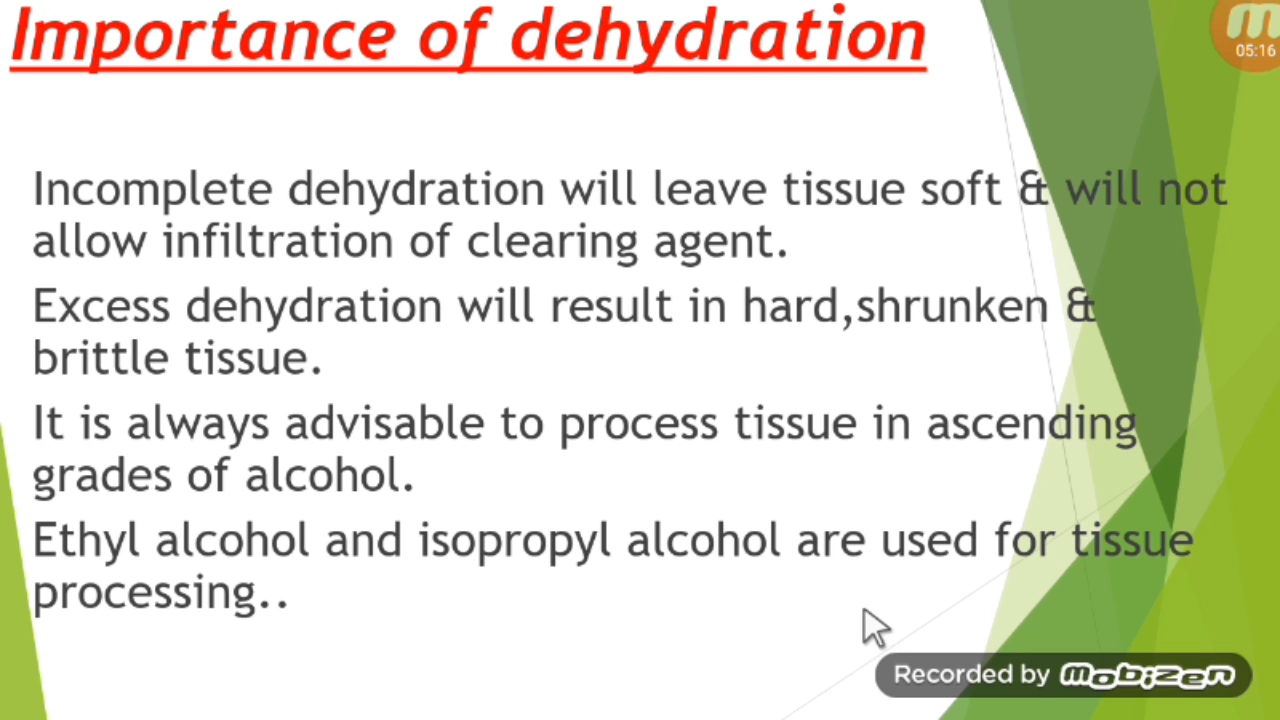 Importance of dehydration
05:16
Incomplete dehydration will leave tissue soft & will not
allow infiltration of clearing agent.
Excess dehydration will result in hard,shrunken &
brittle tissue.
It is always advisable to process tissue in ascending
grades of alcohol.
Ethyl alcohol and isopropyl alcohol are used for tissue
processing..
Recorded by mobizen